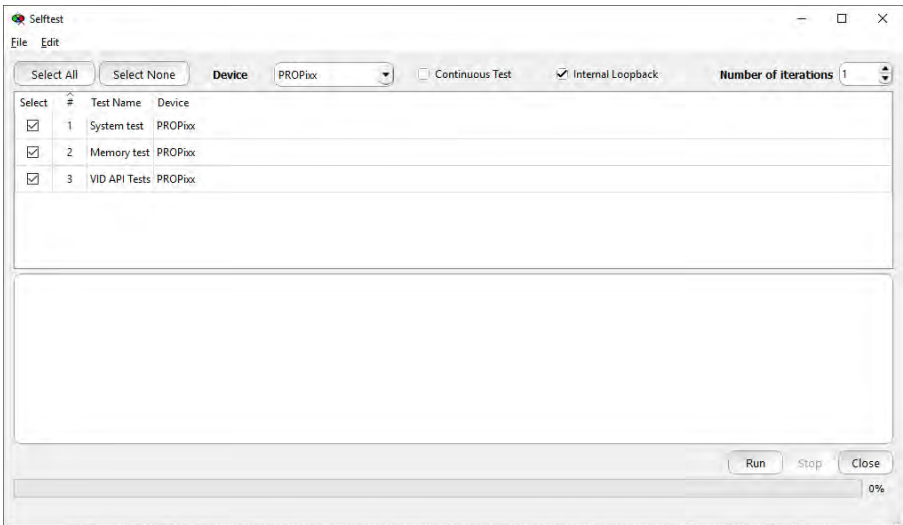 Selftest
File Edit
Select All Select None Device PROPixx Continuous Test Internal Loopback Number of iterations 1
Select # Test Name Device
1 System test PROPixx
2 Memory test PROPixx
3 VID API Tests PROPixx
Run Stop Close
0%